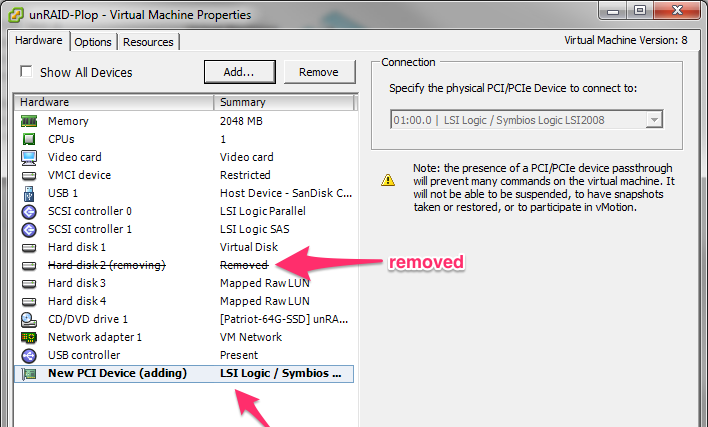 unRAID-Plop - Virtual Machine Properties
Hardware Options Resources Virtual Machine Version: 8
Show All Devices Add... Remove
Hardware Summary
Memory 2048 MB
CPUs 1
Video card Video card
VMCI device Restricted
USB 1 Host Device - SanDisk C...
SCSI controller 0 LSI Logic Parallel
SCSI controller 1 LSI Logic SAS
Hard disk 1 Virtual Disk
Hard disk 2 (removing) Removed
Hard disk 3 Mapped Raw LUN
Hard disk 4 Mapped Raw LUN
CD/DVD drive 1 [Patriot-64G-SSD] unRA...
Network adapter 1 VM Network
USB controller Present
New PCI Device (adding) LSI Logic / Symbios ...
removed
Connection
Specify the physical PCI/PCIe Device to connect to:
01:00.0 | LSI Logic / Symbios Logic LSI2008
Note: the presence of a PCI/PCIe device passthrough
will prevent many commands on the virtual machine. It
will not be able to be suspended, to have snapshots
taken or restored, or to participate in vMotion.